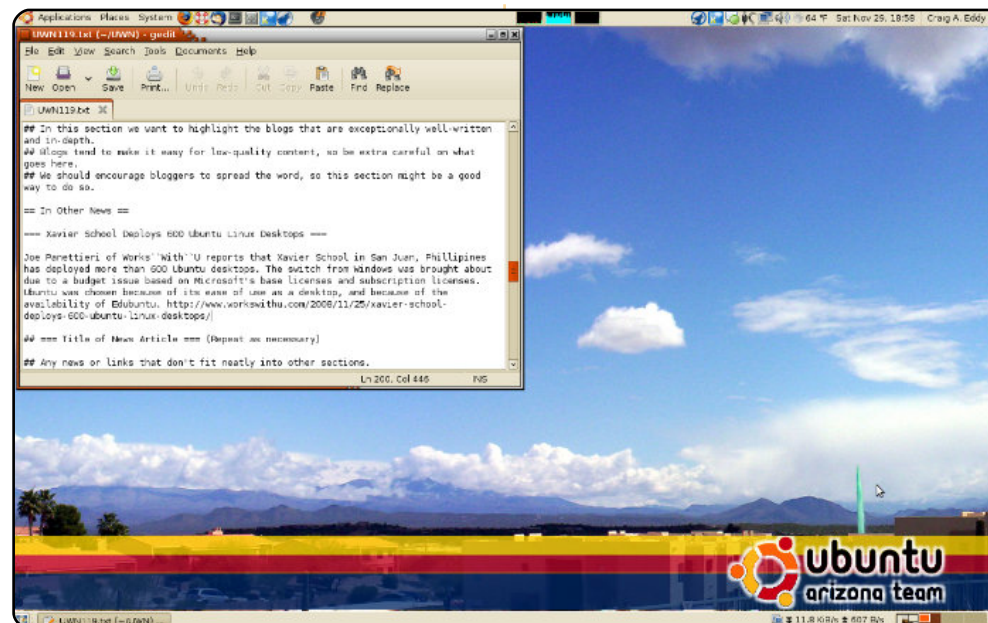 Applications Places System 64 °F Sat Nov 29, 18:58 Craig A. Eddy
UWN119.txt (~/UWN) - gedit
File Edit View Search Tools Documents Help
New Open Save Print... Undo Redo Cut Copy Paste Find Replace
UWN119.txt
## In this section we want to highlight the blogs that are exceptionally well-written
and in-depth.
## Blogs tend to make it easy for low-quality content, so be extra careful on what
goes here.
## We should encourage bloggers to spread the word, so this section might be a good
way to do so.
== In Other News ==
=== Xavier School Deploys 600 Ubuntu Linux Desktops ===
Joe Panettieri of Works``With``U reports that Xavier School in San Juan, Phillipines
has deployed more than 600 Ubuntu desktops. The switch from Windows was brought about
due to a budget issue based on Microsoft's base licenses and subscription licenses.
Ubuntu was chosen because of its ease of use as a desktop, and because of the
availability of Edubuntu. http://www.workswithu.com/2008/11/25/xavier-school-
deploys-600-ubuntu-linux-desktops/
## === Title of News Article === (Repeat as necessary)
## Any news or links that don't fit neatly into other sections.
Ln 200, Col 446 INS
ubuntu
arizona team
UWN119.txt (~/UWN)... 11.8 KiB/s 607 B/s